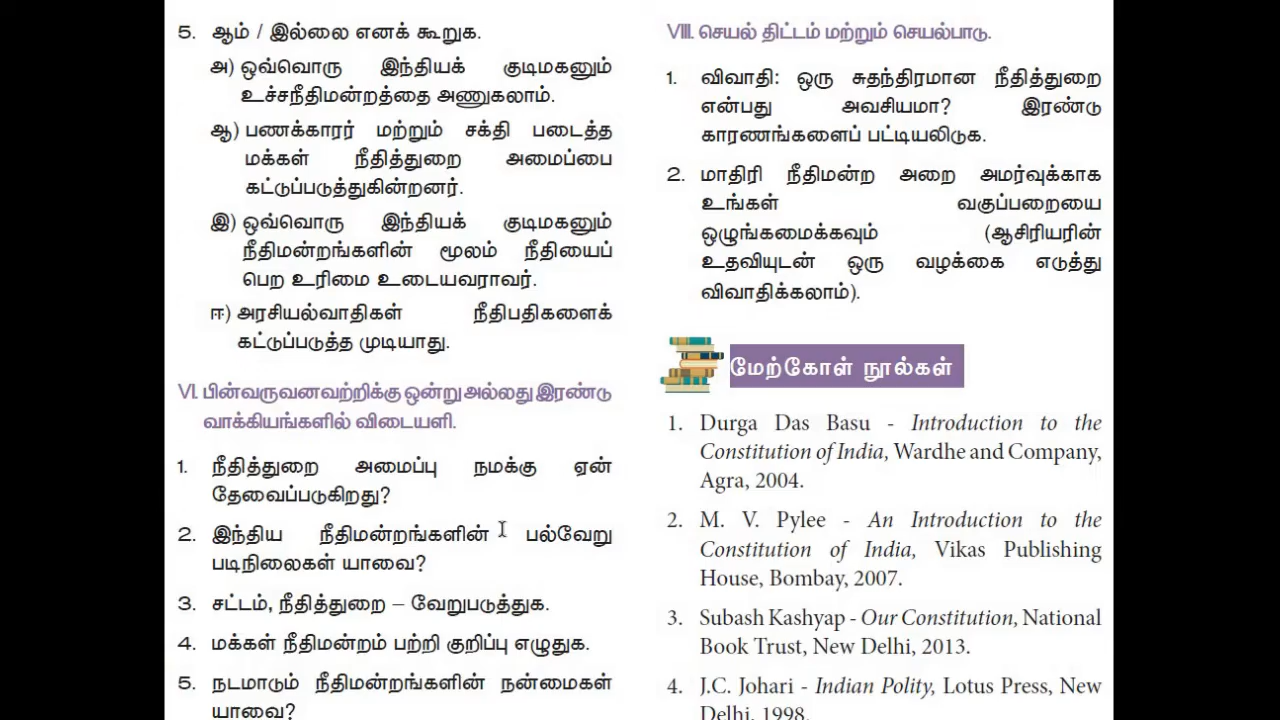 5. ஆம் / இல்லை எனக் கூறுக.
அ) ஒவ்வொரு இந்தியக் குடிமகனும்
உச்சநீதிமன்றத்தை அணுகலாம்.
ஆ) பணக்காரர் மற்றும் சக்தி படைத்த
மக்கள் நீதித்துறை அமைப்பை
கட்டுப்படுத்துகின்றனர்.
இ) ஒவ்வொரு இந்தியக் குடிமகனும்
நீதிமன்றங்களின் மூலம் நீதியைப்
பெற உரிமை உடையவராவர்.
ஈ) அரசியல்வாதிகள் நீதிபதிகளைக்
கட்டுப்படுத்த முடியாது.
VI. பின்வருவனவற்றிக்கு ஒன்று அல்லது இரண்டு
வாக்கியங்களில் விடையளி.
1. நீதித்துறை அமைப்பு நமக்கு ஏன்
தேவைப்படுகிறது?
2. இந்திய நீதிமன்றங்களின் பல்வேறு
படிநிலைகள் யாவை?
3. சட்டம், நீதித்துறை – வேறுபடுத்துக.
4. மக்கள் நீதிமன்றம் பற்றி குறிப்பு எழுதுக.
5. நடமாடும் நீதிமன்றங்களின் நன்மைகள்
யாவை?
VIII. செயல் திட்டம் மற்றும் செயல்பாடு.
1. விவாதி: ஒரு சுதந்திரமான நீதித்துறை
என்பது அவசியமா? இரண்டு
காரணங்களைப் பட்டியலிடுக.
2. மாதிரி நீதிமன்ற அறை அமர்வுக்காக
உங்கள் வகுப்பறையை
ஒழுங்கமைக்கவும் (ஆசிரியரின்
உதவியுடன் ஒரு வழக்கை எடுத்து
விவாதிக்கலாம்).
மேற்கோள் நூல்கள்
1. Durga Das Basu - Introduction to the
Constitution of India, Wardhe and Company,
Agra, 2004.
2. M. V. Pylee - An Introduction to the
Constitution of India, Vikas Publishing
House, Bombay, 2007.
3. Subash Kashyap - Our Constitution, National
Book Trust, New Delhi, 2013.
4. J.C. Johari - Indian Polity, Lotus Press, New
Delhi, 1998.